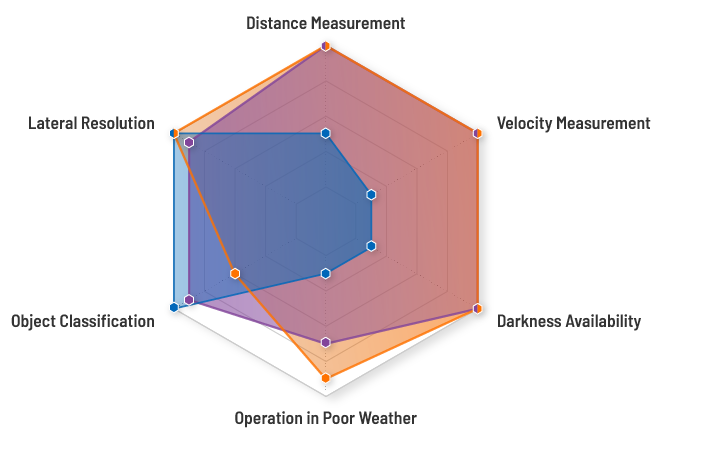 Distance Measurement
Lateral Resolution
Velocity Measurement
Object Classification
Darkness Availability
Operation in Poor Weather